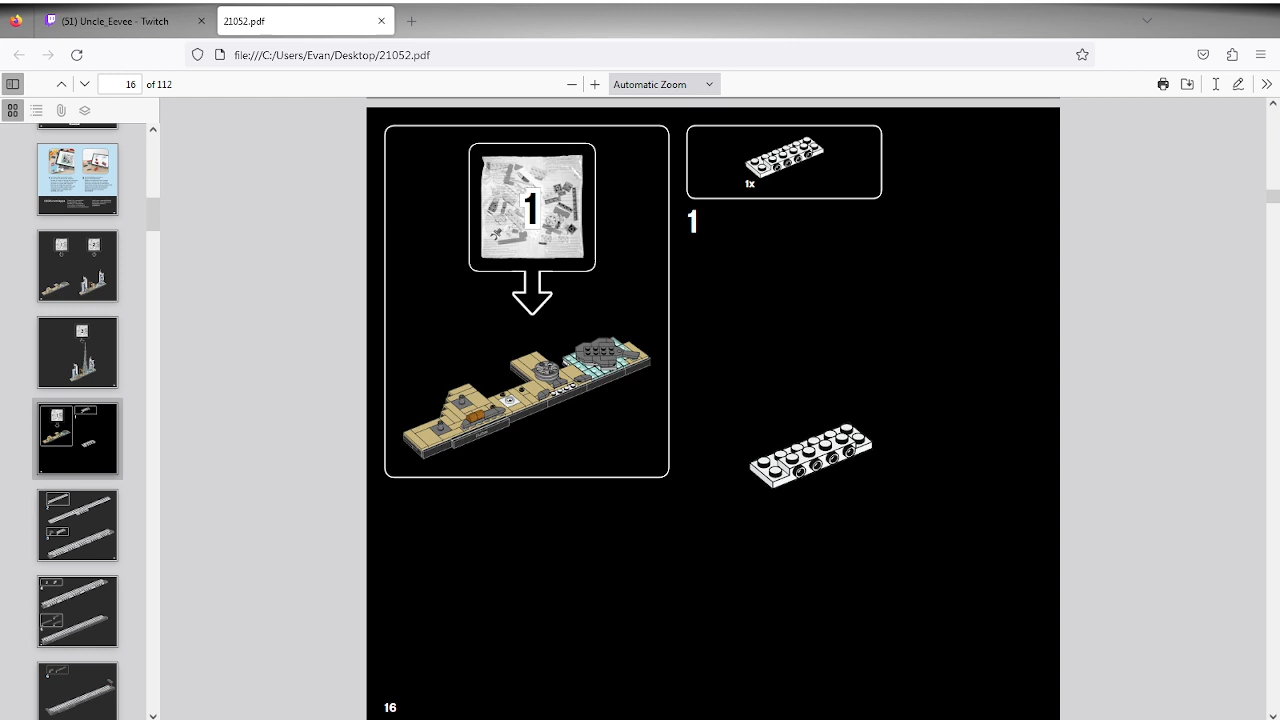 (51) Uncle_Eevee - Twitch
21052.pdf
file:///C:/Users/Evan/Desktop/21052.pdf
16 of 112
Automatic Zoom
1
1x
1
16